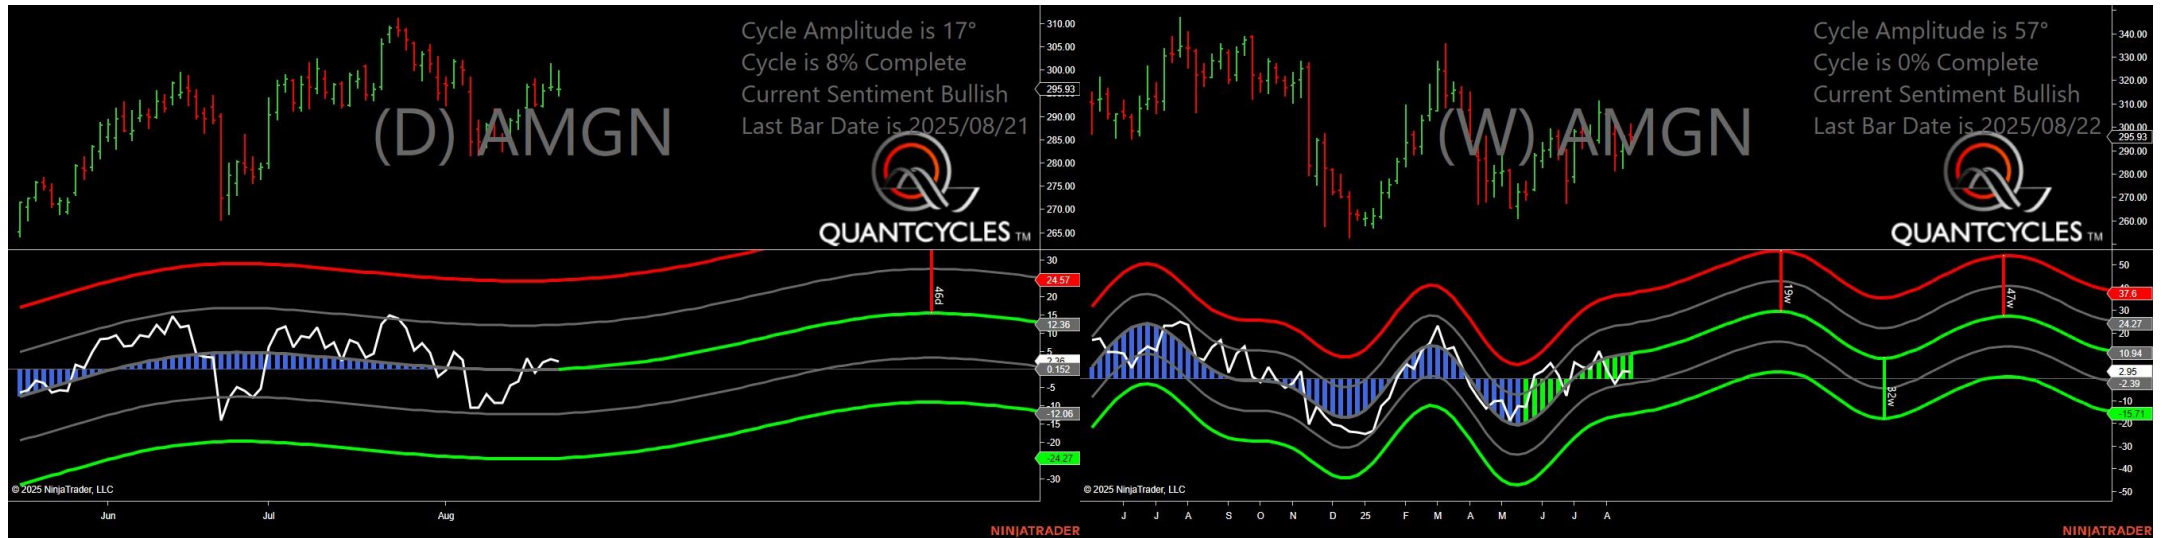 Cycle Amplitude is 17°
Cycle is 8% Complete
Current Sentiment Bullish
Last Bar Date is 2025/08/21
(D) AMGN
QUANTCYCLES TM
310.00
305.00
300.00
295.93
290.00
285.00
280.00
275.00
270.00
265.00
46d
30
24.57
20
15
12.36
10
5
2.36
0.152
-5
-10
-12.06
-15
-20
-24.27
-30
© 2025 NinjaTrader, LLC
Jun
Jul
Aug
NINJATRADER
Cycle Amplitude is 57°
Cycle is 0% Complete
Current Sentiment Bullish
Last Bar Date is 2025/08/22
(W) AMGN
QUANTCYCLES TM
340.00
330.00
320.00
310.00
300.00
295.93
290.00
280.00
270.00
260.00
19w
47w
32w
50
40
37.6
30
24.27
20
10.94
2.95
-2.39
-10
-15.71
-20
-30
-40
-50
© 2025 NinjaTrader, LLC
J J A S O N D 25 F M A M J J A
NINJATRADER